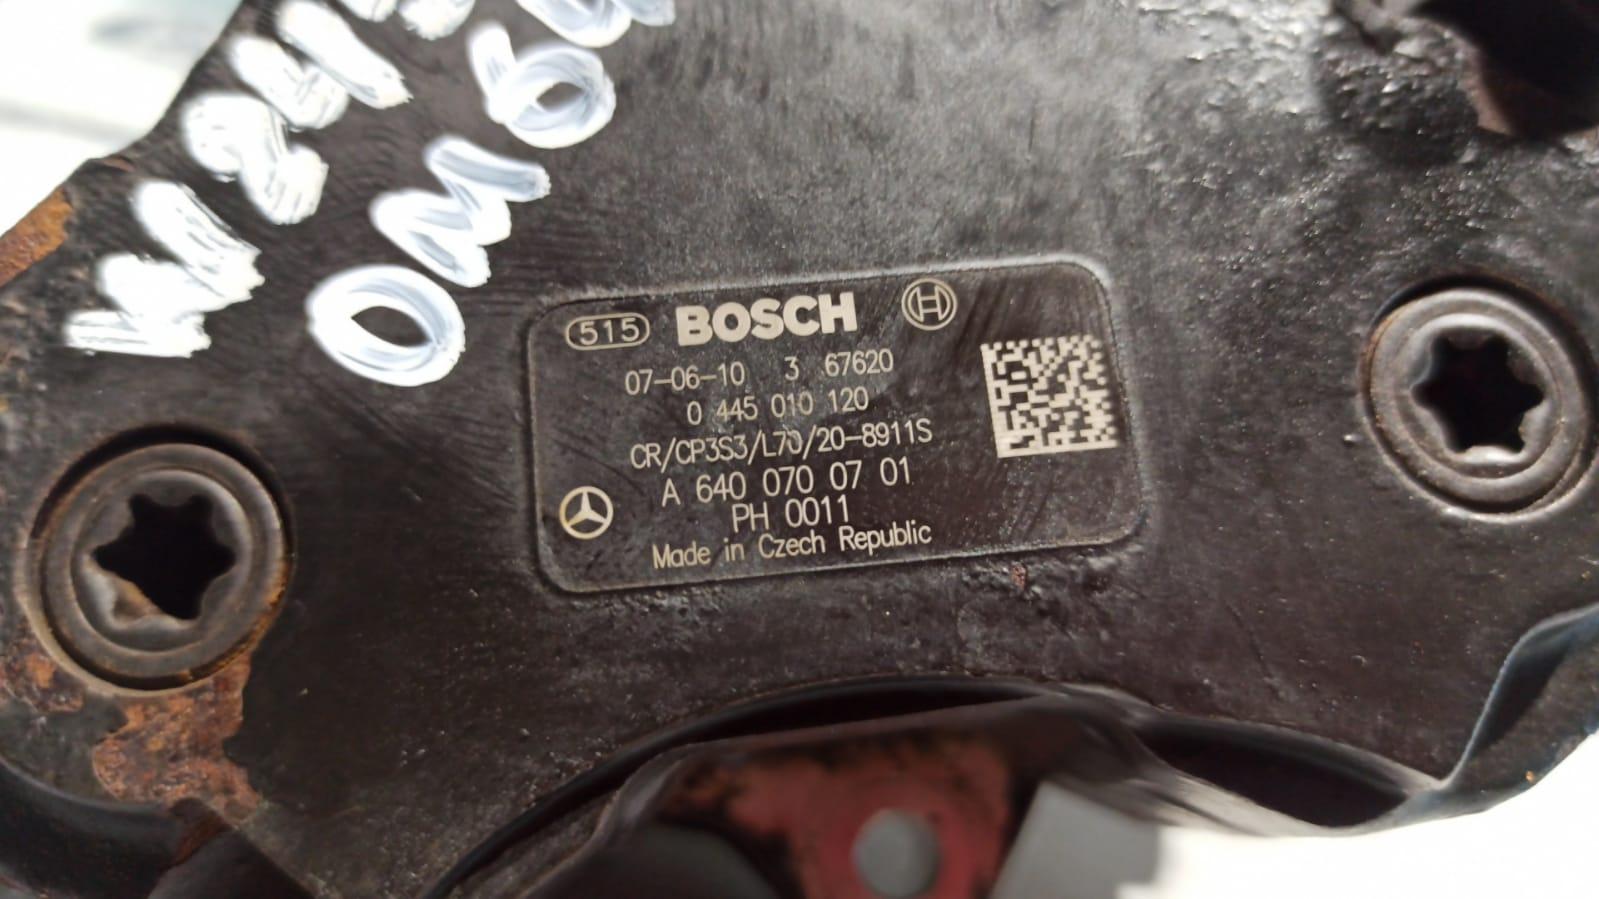 515 BOSCH
07-06-10 3 67620
0 445 010 120
CR/CP3S3/L70/20-8911S
A 640 070 07 01
PH 0011
Made in Czech Republic